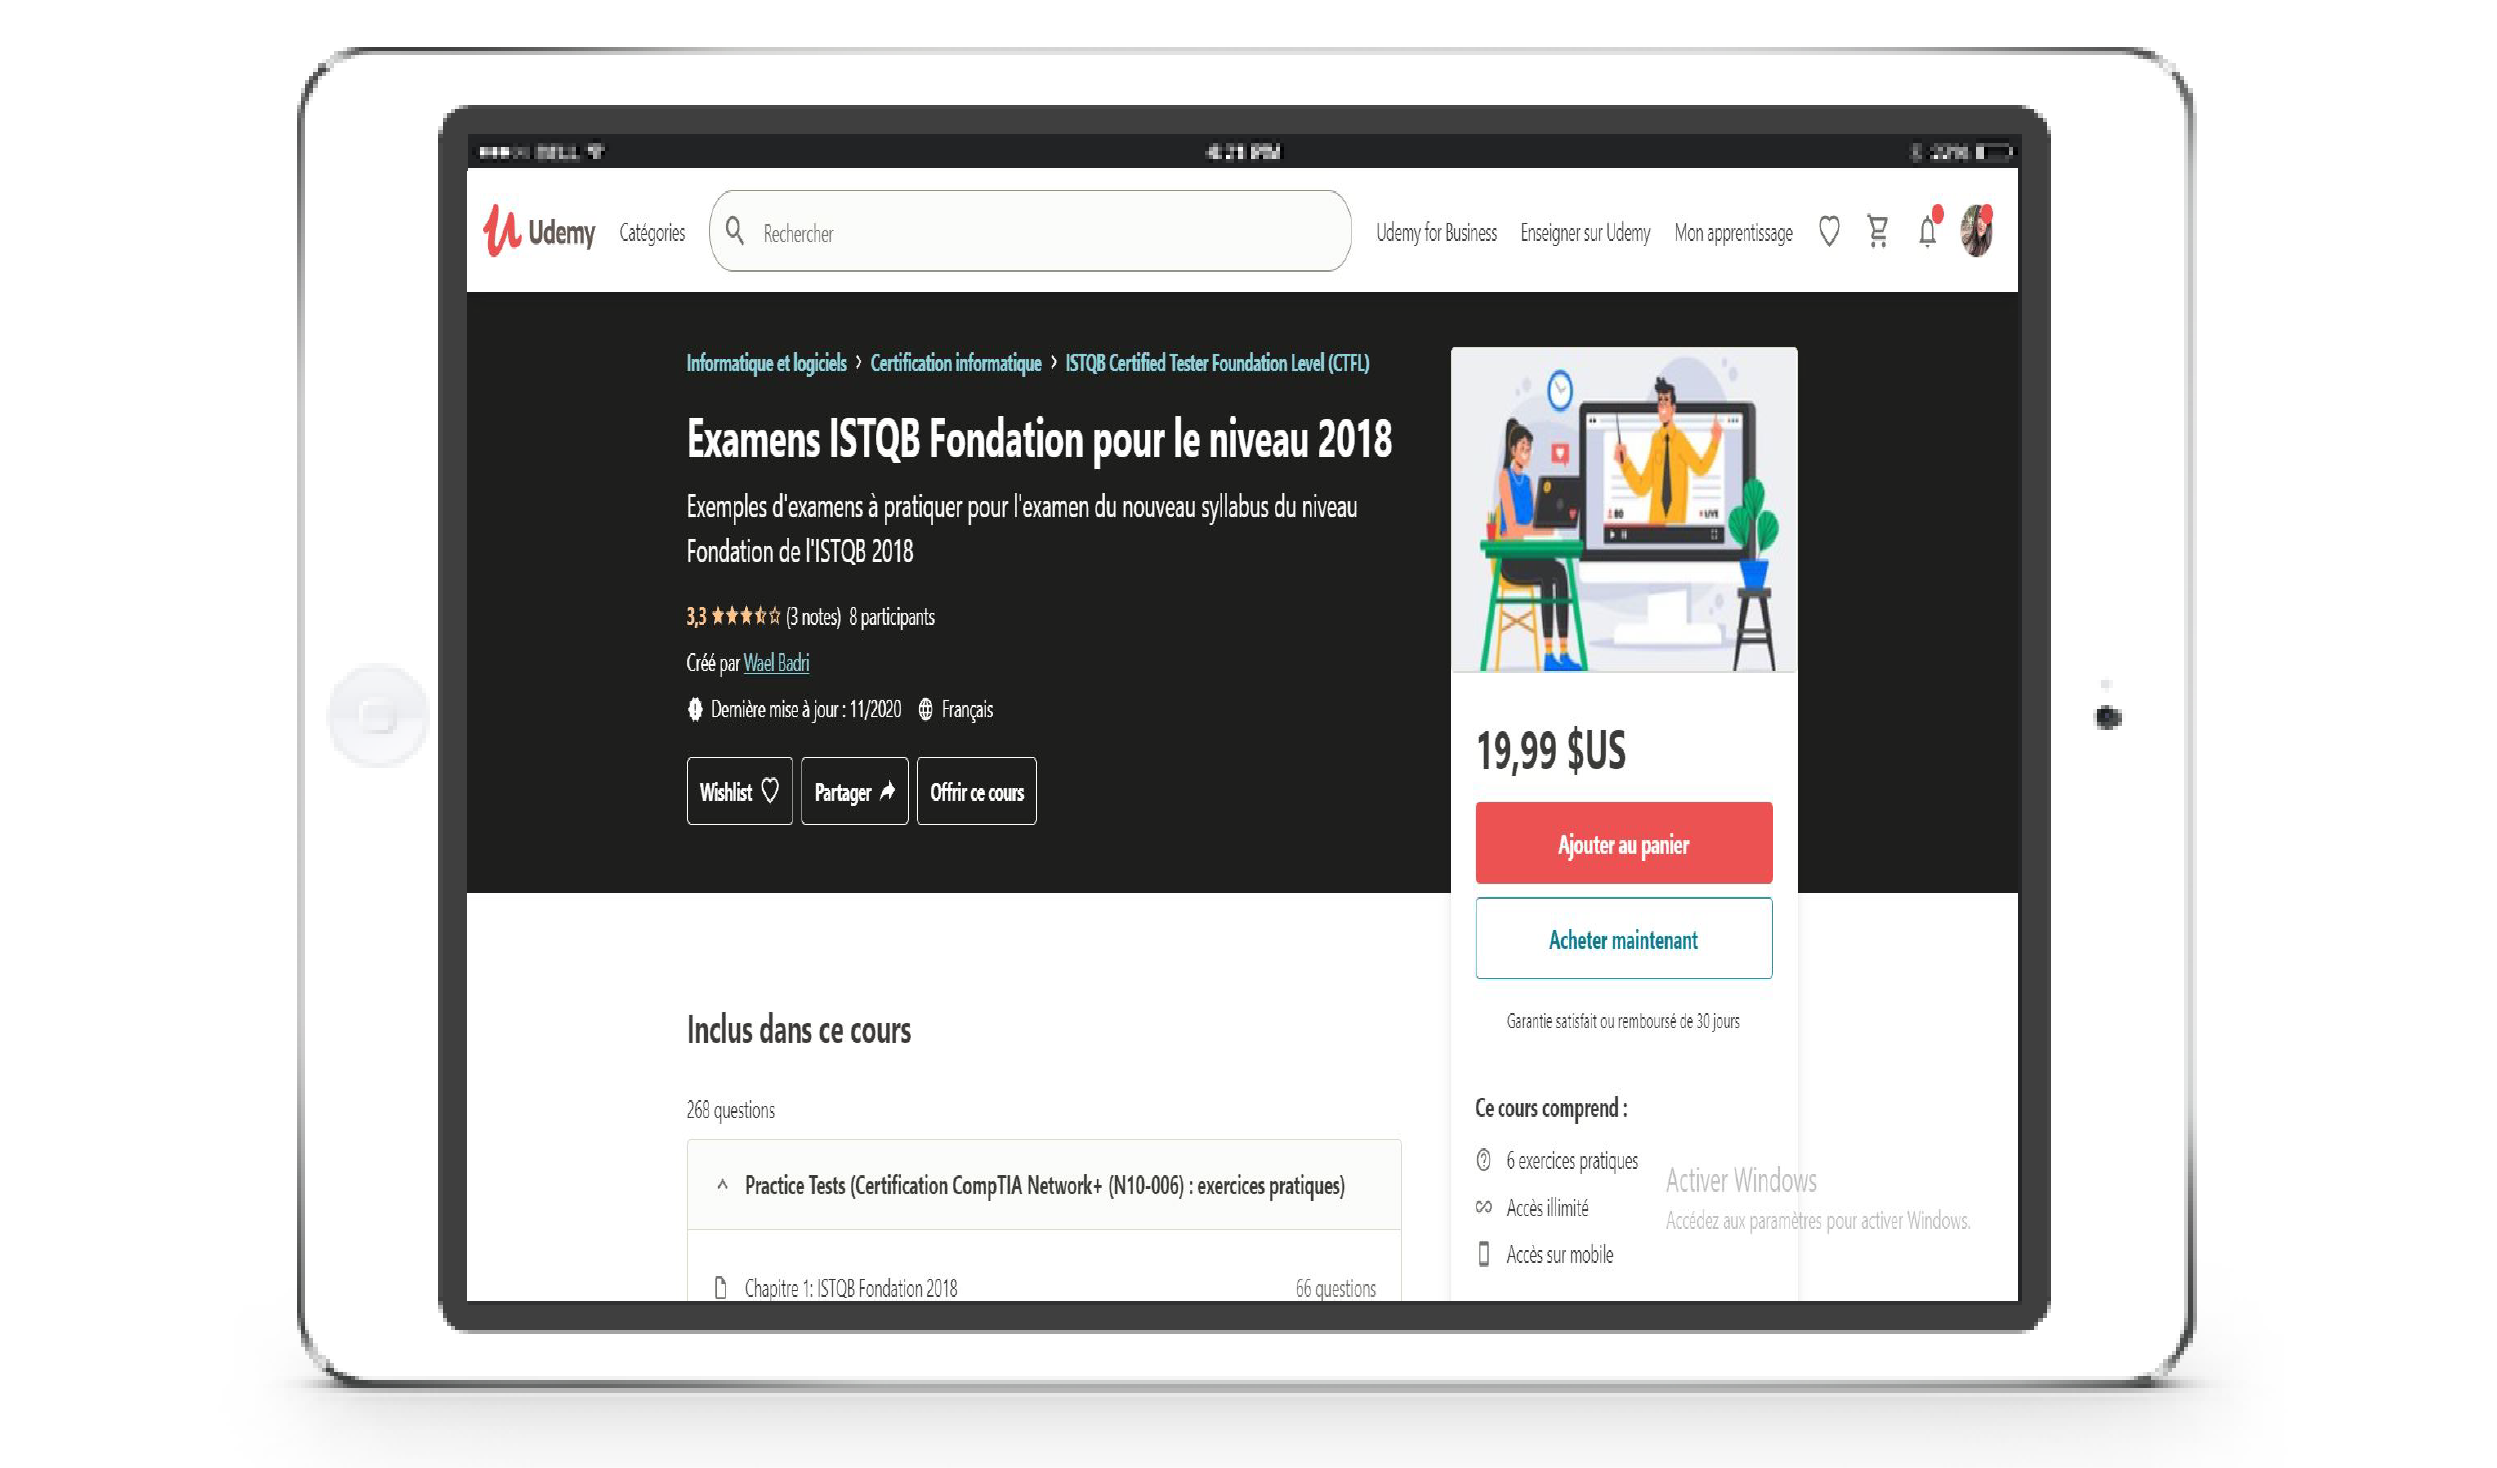 Udemy Catégories Rechercher Udemy for Business Enseigner sur Udemy Mon apprentissage
Informatique et logiciels > Certification informatique > ISTQB Certified Tester Foundation Level (CTFL)
Examens ISTQB Fondation pour le niveau 2018
Exemples d'examens à pratiquer pour l'examen du nouveau syllabus du niveau
Fondation de l'ISTQB 2018
3,3 (3 notes) 8 participants
Créé par Wael Badri
Dernière mise à jour : 11/2020 Français
Wishlist Partager Offrir ce cours
LIVE
19,99 $US
Ajouter au panier
Acheter maintenant
Garantie satisfait ou remboursé de 30 jours
Inclus dans ce cours
268 questions
Practice Tests (Certification CompTIA Network+ (N10-006) : exercices pratiques)
Chapitre 1: ISTQB Fondation 2018 66 questions
Ce cours comprend :
6 exercices pratiques
Accès illimité
Accès sur mobile
Activer Windows
Accédez aux paramètres pour activer Windows.